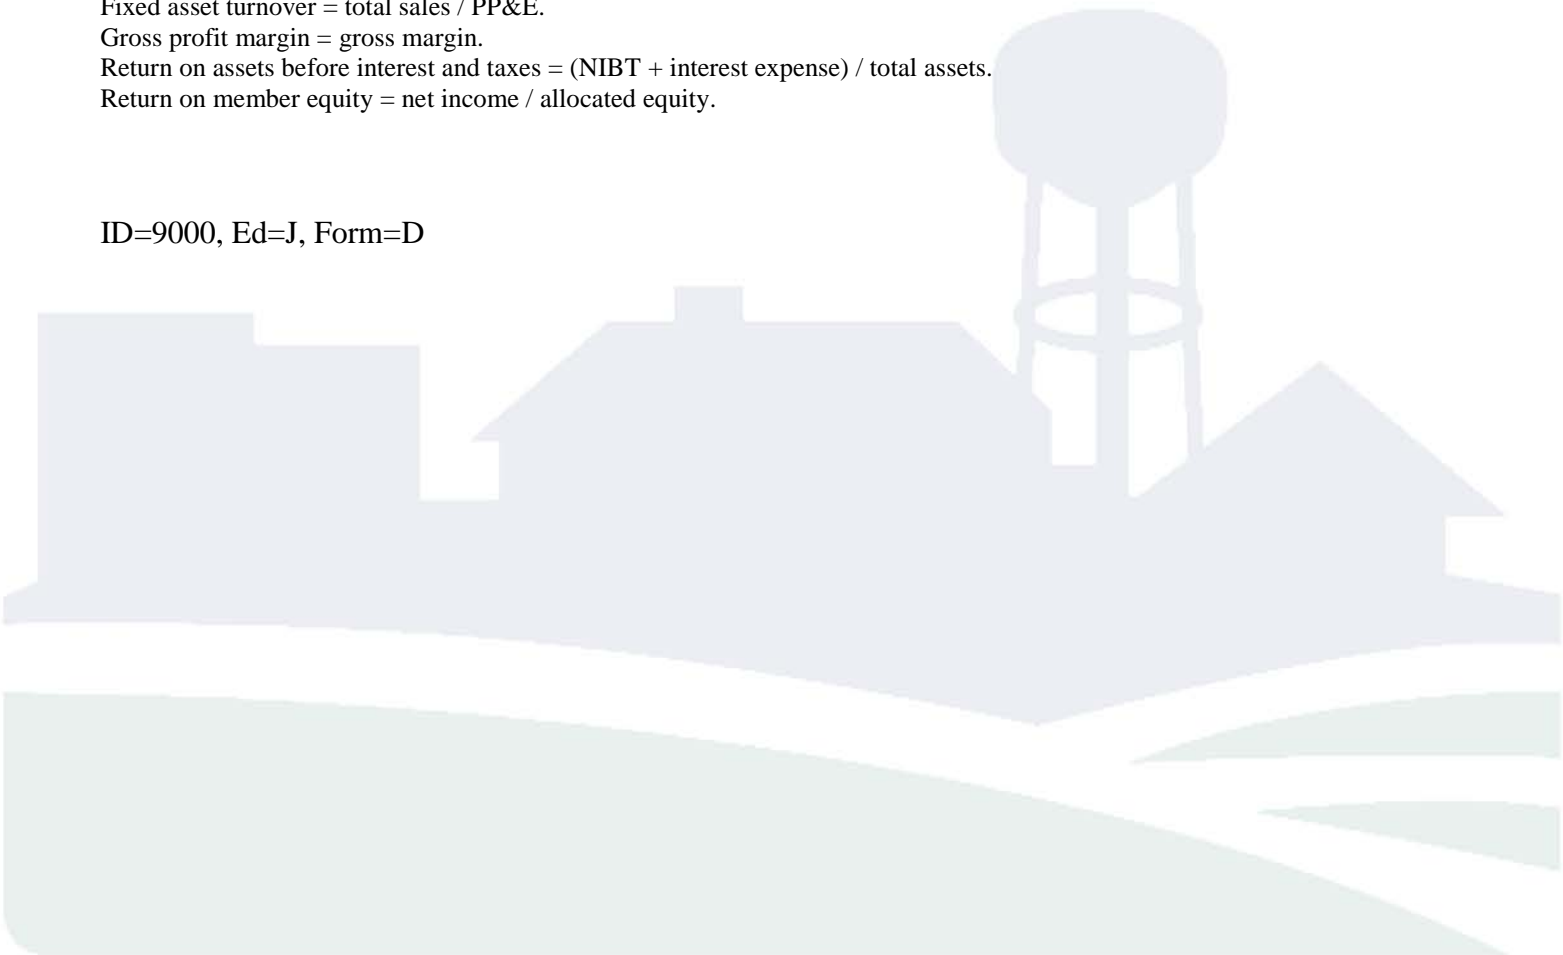 Fixed asset turnover = total sales / PP&E.
Gross profit margin = gross margin.
Return on assets before interest and taxes = (NIBT + interest expense) / total assets.
Return on member equity = net income / allocated equity.
ID=9000, Ed=J, Form=D